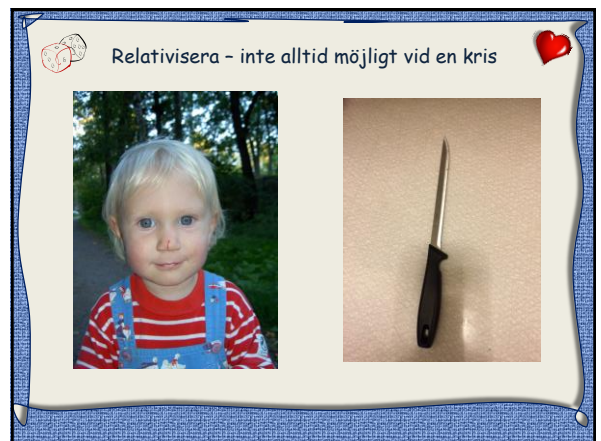 Relativisera – inte alltid möjligt vid en kris